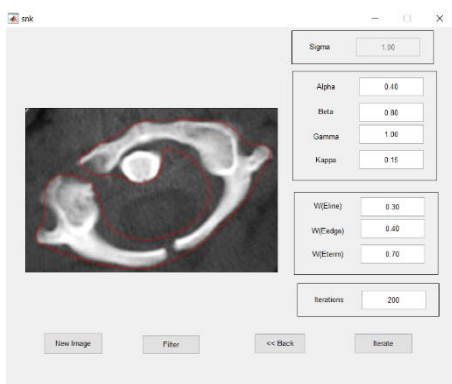 snk
Sigma 1.00
Alpha 0.40
Beta 0.80
Gamma 1.00
Kappa 0.15
W(Eline) 0.30
W(Eedge) 0.40
W(Eterm) 0.70
Iterations 200
New Image Filter << Back Iterate